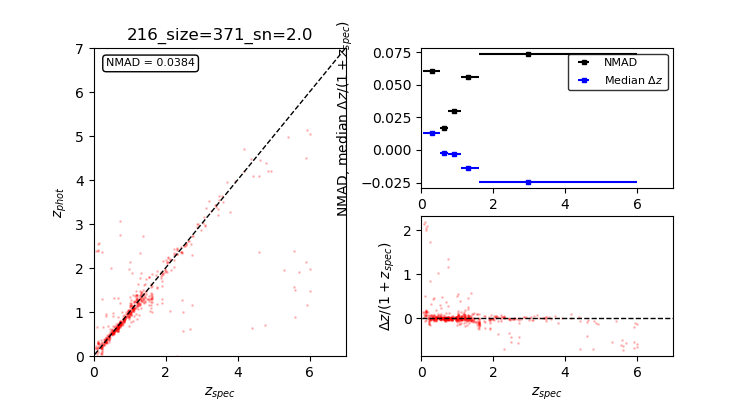 216_size=371_sn=2.0
NMAD = 0.0384
7
6
5
4
3
2
1
0
z_phot
0 2 4 6
z_spec
NMAD, median Δz/(1 + z_spec)
0.075
0.050
0.025
0.000
−0.025
NMAD
Median Δz
0 2 4 6
Δz/(1 + z_spec)
2
1
0
0 2 4 6
z_spec